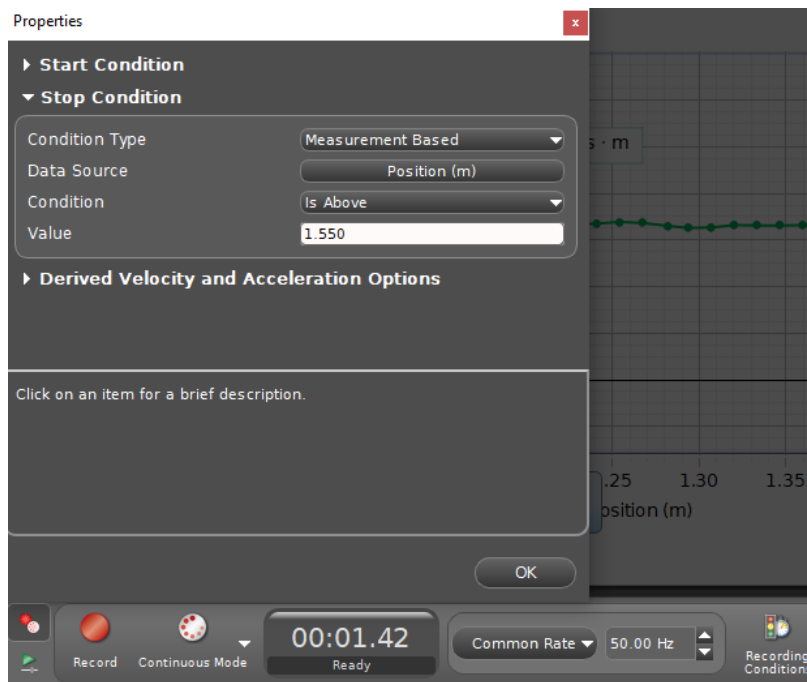 Properties
x
Start Condition
Stop Condition
Condition Type Measurement Based
Data Source Position (m)
Condition Is Above
Value 1.550
Derived Velocity and Acceleration Options
Click on an item for a brief description.
OK
s · m
.25 1.30 1.35
osition (m)
00:01.42
Ready
Record
Continuous Mode
Common Rate
50.00 Hz
Recording
Condition